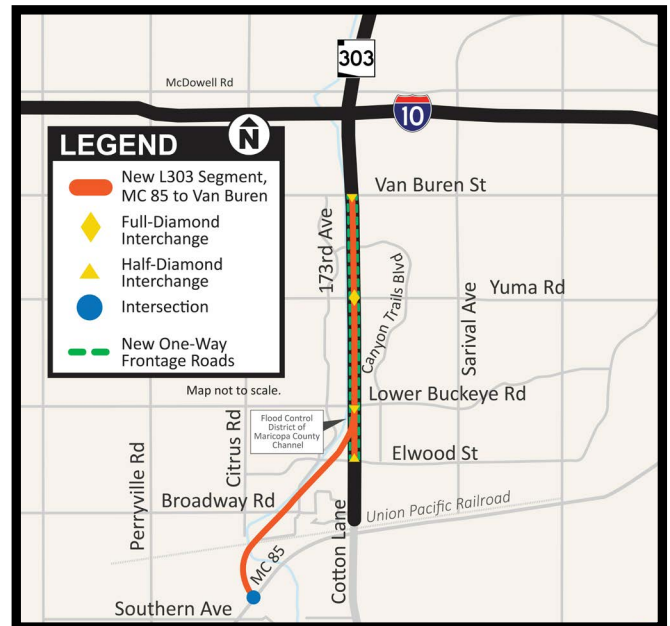 303
McDowell Rd
10
N
LEGEND
New L303 Segment,
MC 85 to Van Buren
Full-Diamond
Interchange
Half-Diamond
Interchange
Intersection
New One-Way
Frontage Roads
Map not to scale.
Van Buren St
173rd Ave
Canyon Trails Blvd
Yuma Rd
Sarival Ave
Lower Buckeye Rd
Flood Control
District of
Maricopa County
Channel
Citrus Rd
Perryville Rd
Elwood St
Broadway Rd
Union Pacific Railroad
Cotton Lane
MC 85
Southern Ave